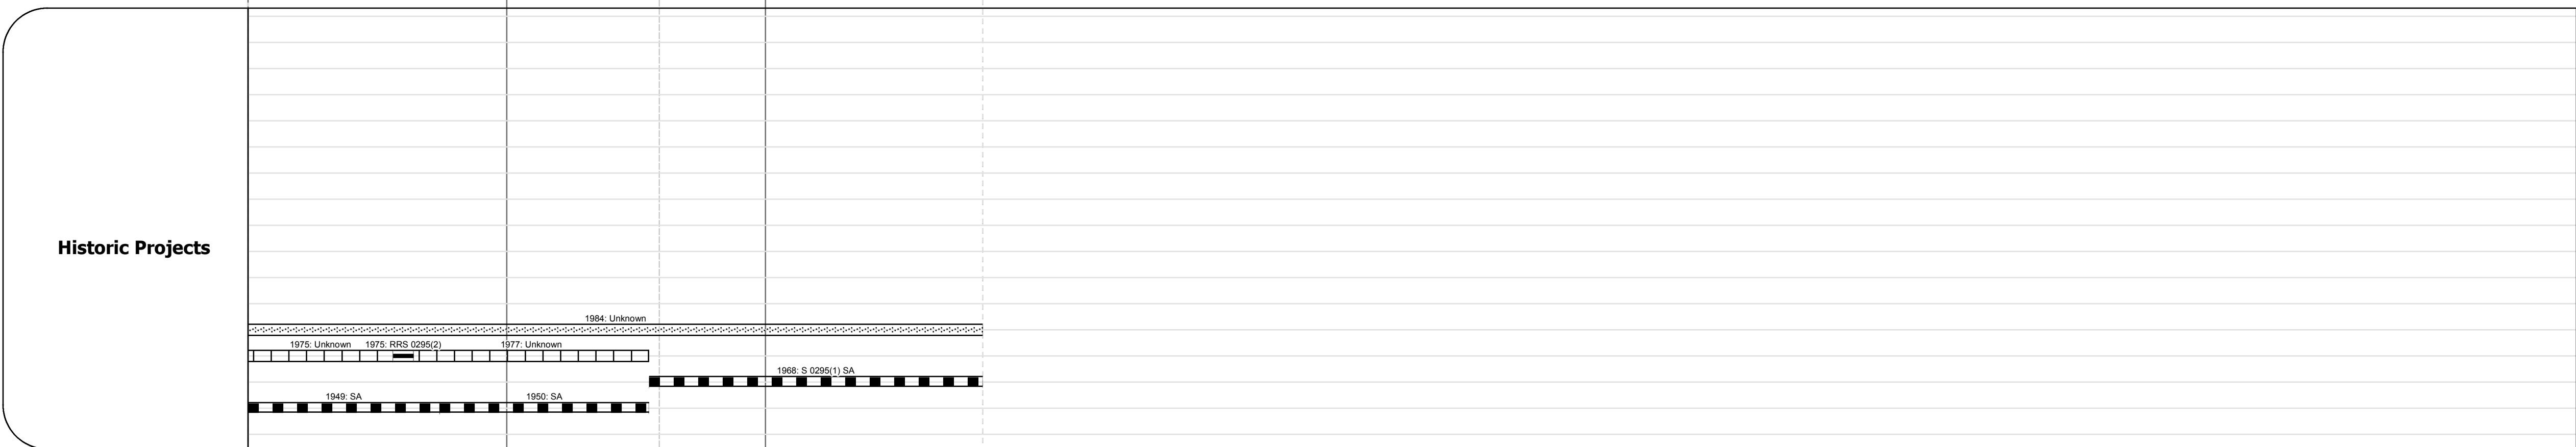 Historic Projects
1984: Unknown
1975: Unknown 1975: RRS 0295(2) 1977: Unknown
1968: S 0295(1) SA
1949: SA 1950: SA